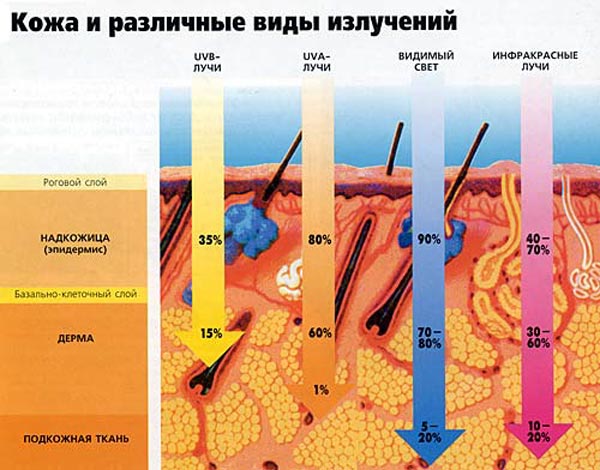 Кожа и различные виды излучений
UVB-
ЛУЧИ
UVA-
ЛУЧИ
ВИДИМЫЙ
СВЕТ
ИНФРАКРАСНЫЕ
ЛУЧИ
Роговой слой
НАДКОЖИЦА
(эпидермис)
35%
80%
90%
40–
70%
Базально-клеточный слой
ДЕРМА
15%
60%
70–
80%
30–
60%
1%
ПОДКОЖНАЯ ТКАНЬ
5–
20%
10–
20%